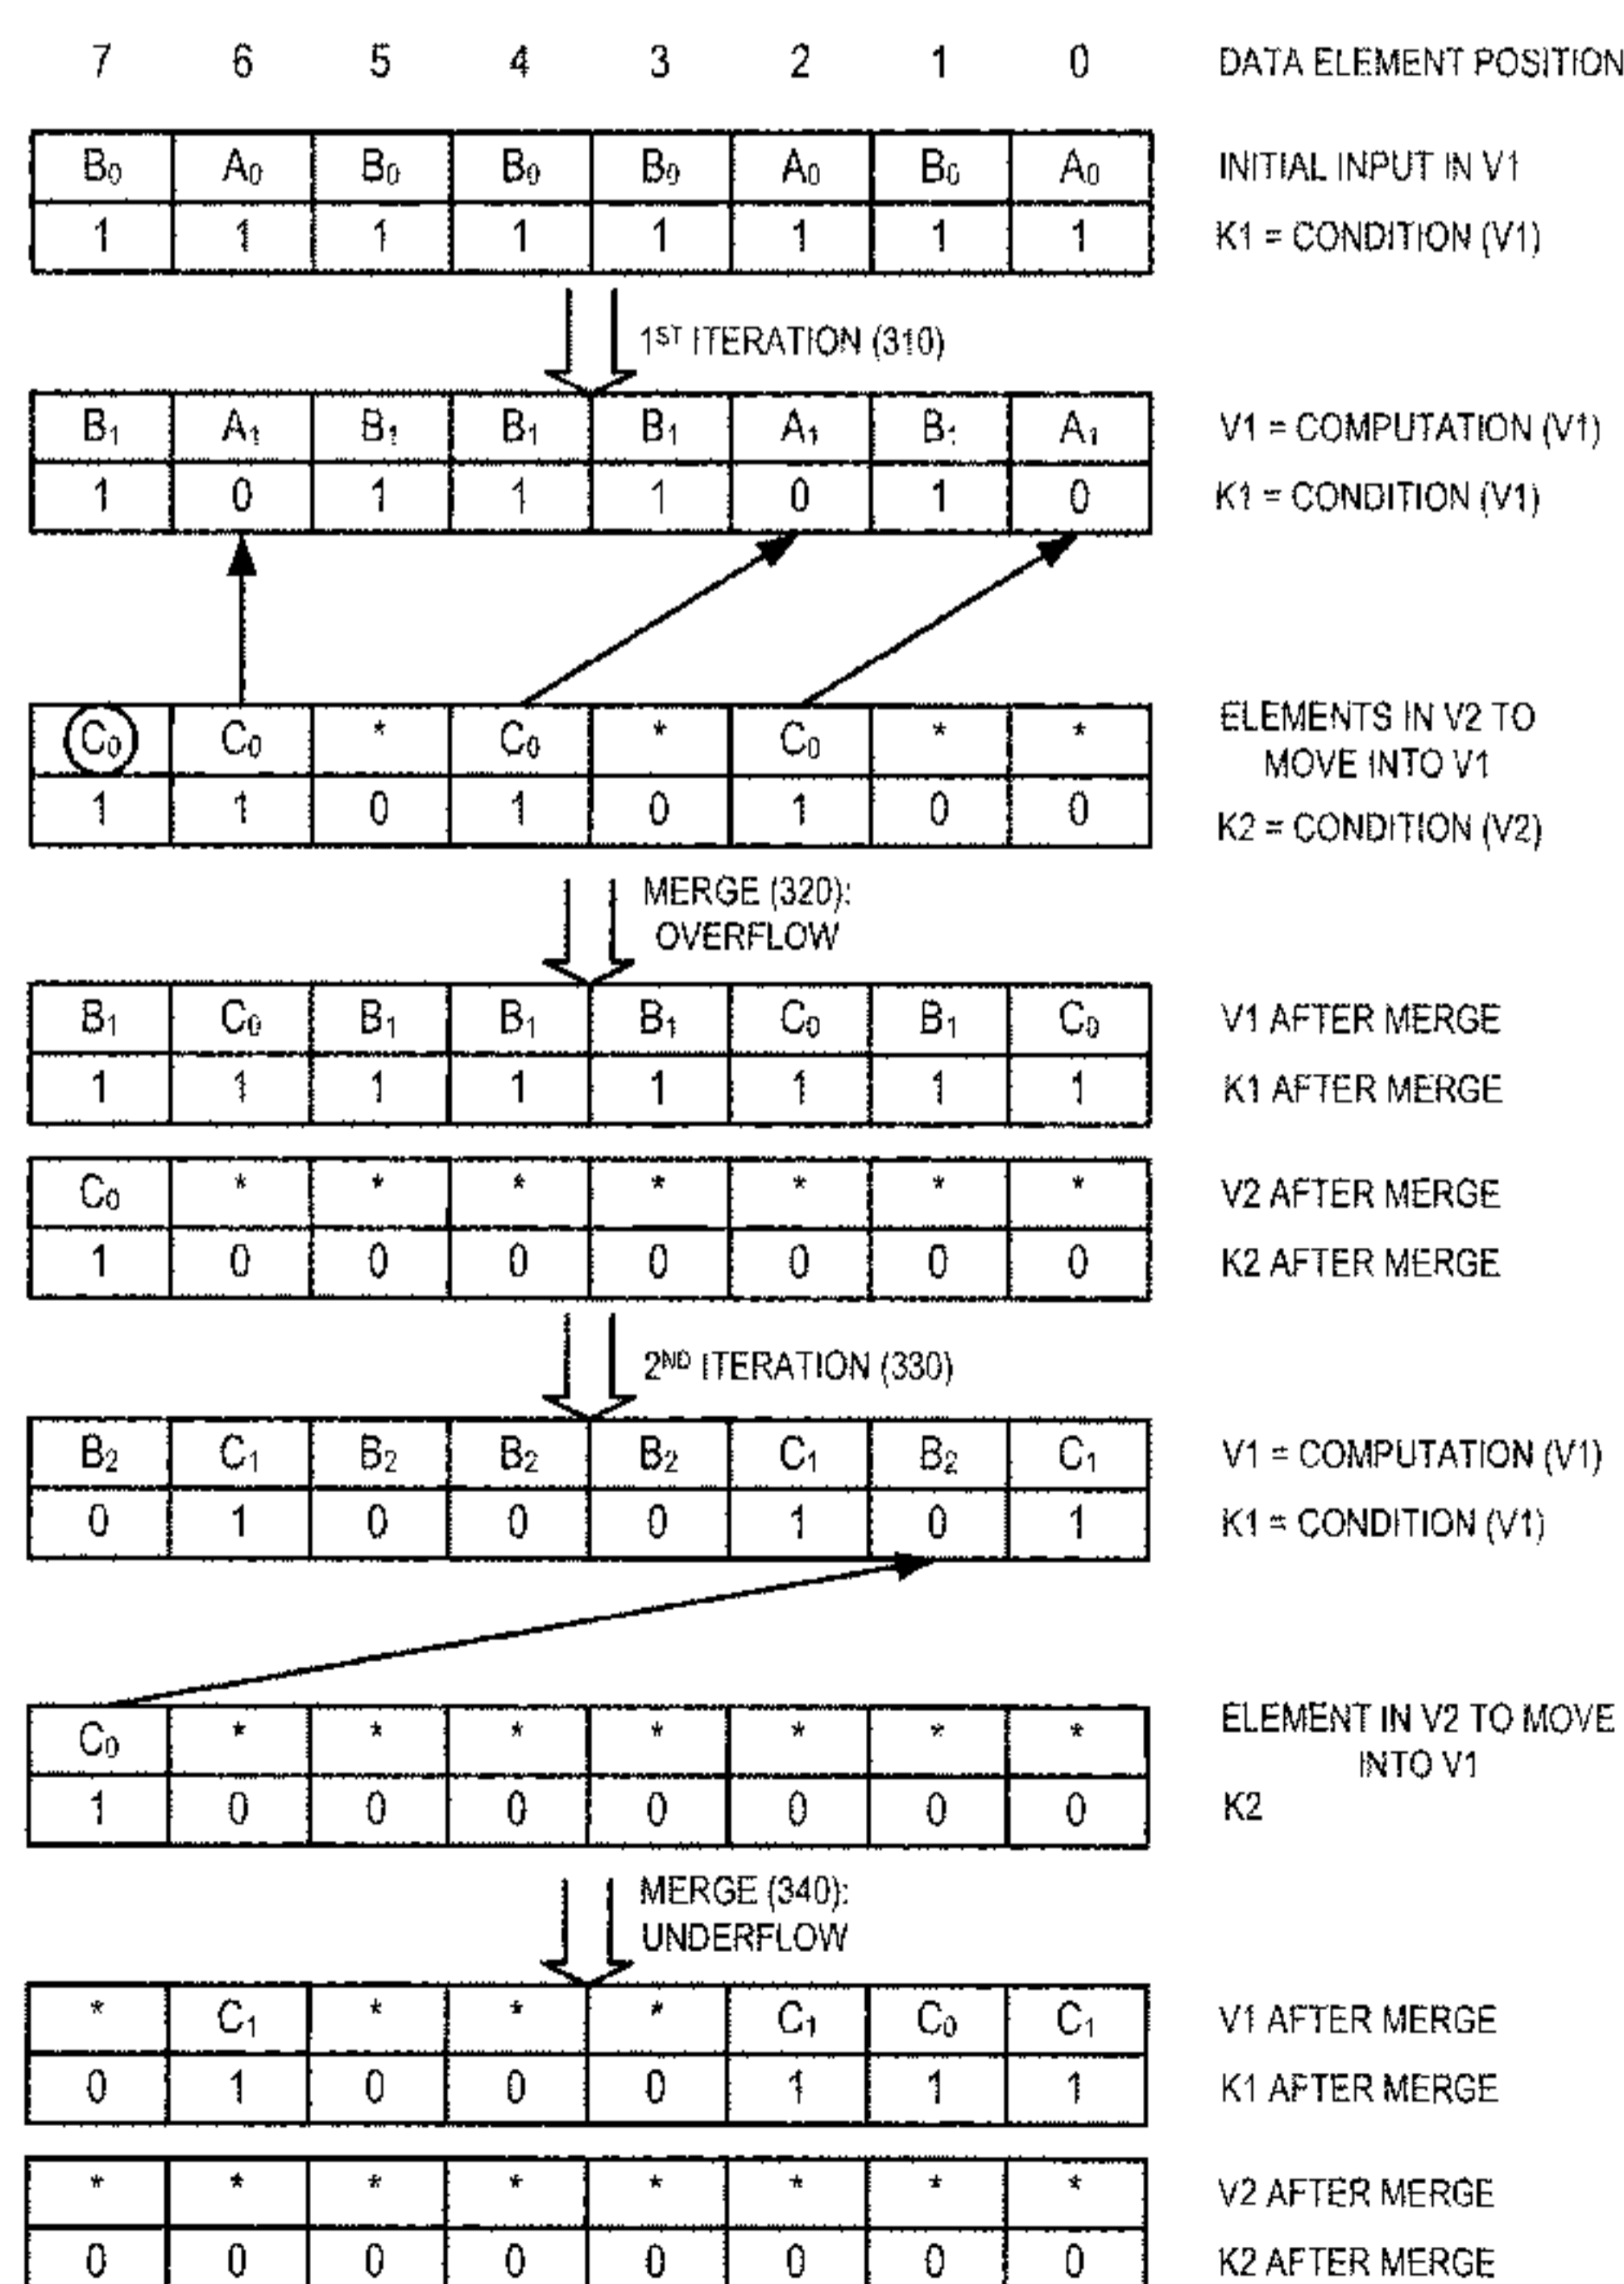 7 6 5 4 3 2 1 0 DATA ELEMENT POSITION
B₀ A₀ B₀ B₀ B₀ A₀ B₀ A₀ INITIAL INPUT IN V1
1 1 1 1 1 1 1 1 K1 = CONDITION (V1)
1ST ITERATION (310)
B₁ A₁ B₁ B₁ B₁ A₁ B₁ A₁ V1 = COMPUTATION (V1)
1 0 1 1 1 0 1 0 K1 = CONDITION (V1)
C₀ C₀ * C₀ * C₀ * * ELEMENTS IN V2 TO
MOVE INTO V1
1 1 0 1 0 1 0 0 K2 = CONDITION (V2)
MERGE (320):
OVERFLOW
B₁ C₀ B₁ B₁ B₁ C₀ B₁ C₀ V1 AFTER MERGE
1 1 1 1 1 1 1 1 K1 AFTER MERGE
C₀ * * * * * * * V2 AFTER MERGE
1 0 0 0 0 0 0 0 K2 AFTER MERGE
2ND ITERATION (330)
B₂ C₁ B₂ B₂ B₂ C₁ B₂ C₁ V1 = COMPUTATION (V1)
0 1 0 0 0 1 0 1 K1 = CONDITION (V1)
C₀ * * * * * * * ELEMENT IN V2 TO MOVE
INTO V1
1 0 0 0 0 0 0 0 K2
MERGE (340):
UNDERFLOW
* C₁ * * * C₁ C₀ C₁ V1 AFTER MERGE
0 1 0 0 0 1 1 1 K1 AFTER MERGE
* * * * * * * * V2 AFTER MERGE
0 0 0 0 0 0 0 0 K2 AFTER MERGE